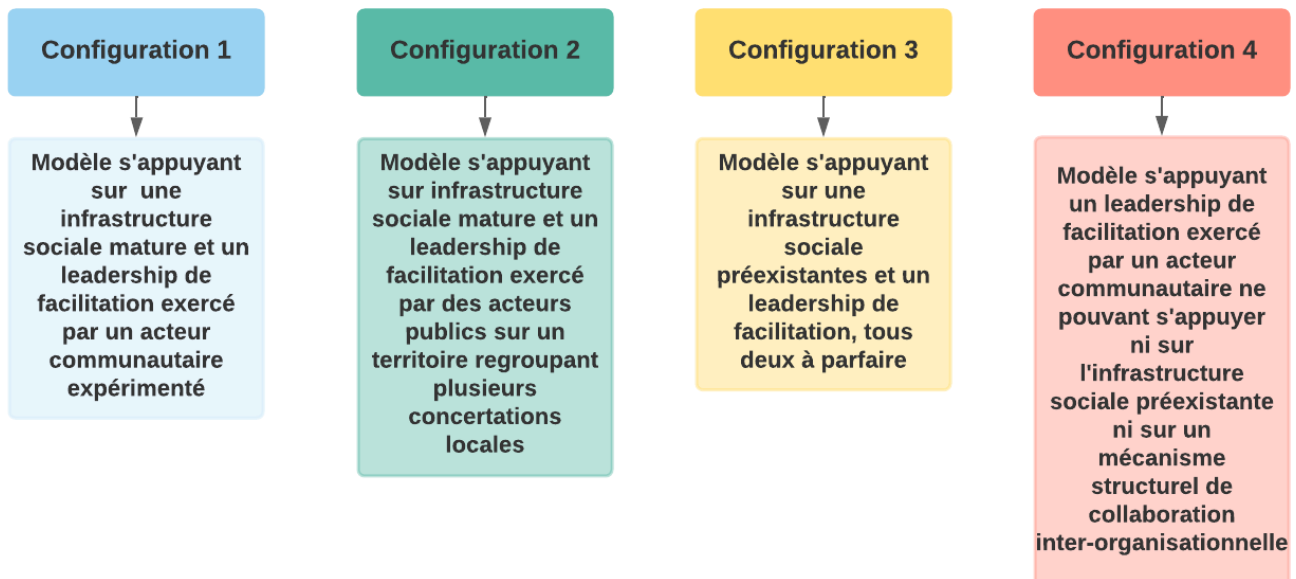 Configuration 1
Modèle s'appuyant
sur une
infrastructure
sociale mature et un
leadership de
facilitation exercé
par un acteur
communautaire
expérimenté
Configuration 2
Modèle s'appuyant
sur infrastructure
sociale mature et un
leadership de
facilitation exercé
par des acteurs
publics sur un
territoire regroupant
plusieurs
concertations
locales
Configuration 3
Modèle s'appuyant
sur une
infrastructure
sociale
préexistantes et un
leadership de
facilitation, tous
deux à parfaire
Configuration 4
Modèle s'appuyant
un leadership de
facilitation exercé
par un acteur
communautaire ne
pouvant s'appuyer
ni sur
l'infrastructure
sociale préexistante
ni sur un
mécanisme
structurel de
collaboration
inter-organisationnelle